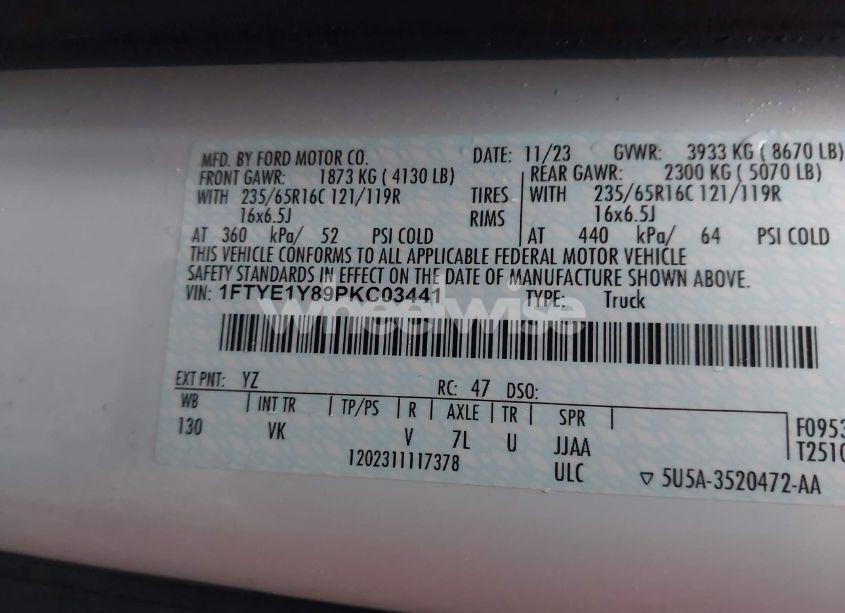 MFD. BY FORD MOTOR CO. DATE: 11/23 GVWR: 3933 KG ( 8670 LB)
FRONT GAWR: 1873 KG ( 4130 LB) REAR GAWR: 2300 KG ( 5070 LB)
WITH 235/65R16C 121/119R TIRES WITH 235/65R16C 121/119R
16x6.5J RIMS 16x6.5J
AT 360 kPa/ 52 PSI COLD AT 440 kPa/ 64 PSI COLD
THIS VEHICLE CONFORMS TO ALL APPLICABLE FEDERAL MOTOR VEHICLE
SAFETY STANDARDS IN EFFECT ON THE DATE OF MANUFACTURE SHOWN ABOVE.
VIN: 1FTYE1Y89PKC03441 TYPE: Truck
wheelwise
EXT PNT: YZ RC: 47 DSO:
WB INT TR TP/PS R AXLE TR SPR
130 VK V 7L U JJAA
F0953
T2510
1202311117378 ULC ▽ 5U5A-3520472-AA